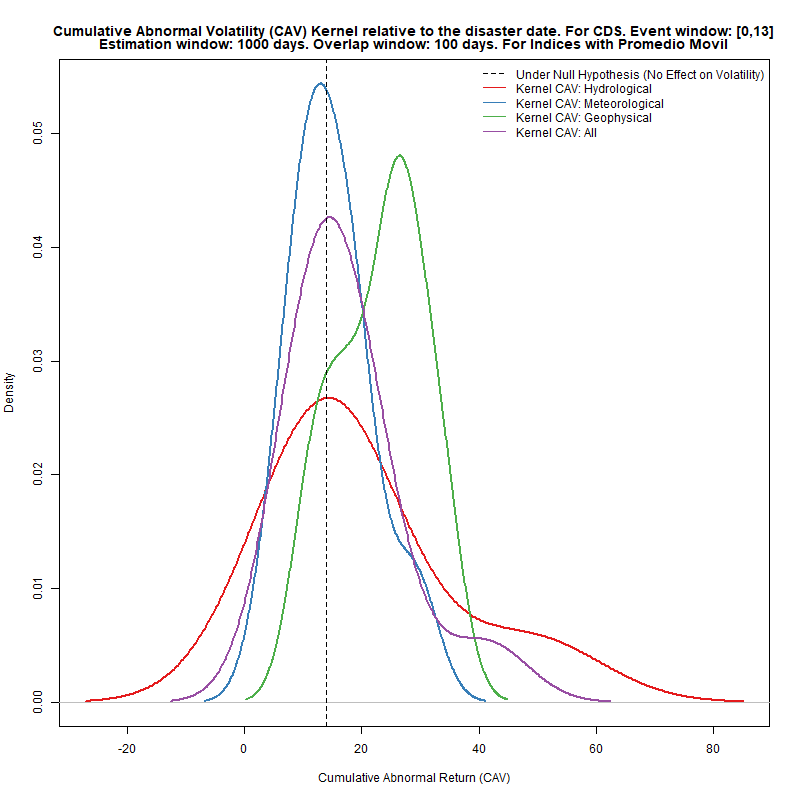 Cumulative Abnormal Volatility (CAV) Kernel relative to the disaster date. For CDS. Event window: [0,13]
Estimation window: 1000 days. Overlap window: 100 days. For Indices with Promedio Movil
Under Null Hypothesis (No Effect on Volatility)
Kernel CAV: Hydrological
Kernel CAV: Meteorological
Kernel CAV: Geophysical
Kernel CAV: All
0.05
0.04
0.03
0.02
0.01
0.00
Density
-20 0 20 40 60 80
Cumulative Abnormal Return (CAV)